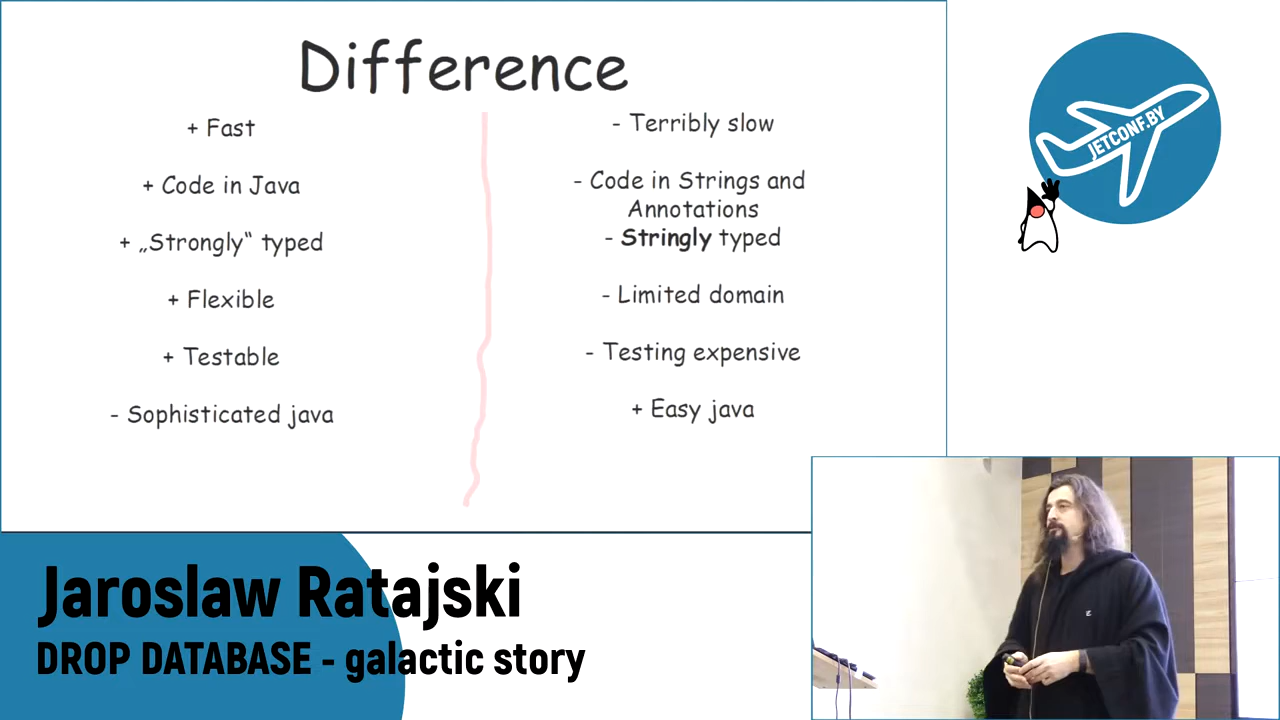 Difference
+ Fast
+ Code in Java
+ „Strongly“ typed
+ Flexible
+ Testable
- Sophisticated java
- Terribly slow
- Code in Strings and
Annotations
- Stringly typed
- Limited domain
- Testing expensive
+ Easy java
JETCONF.BY
Jaroslaw Ratajski
DROP DATABASE - galactic story